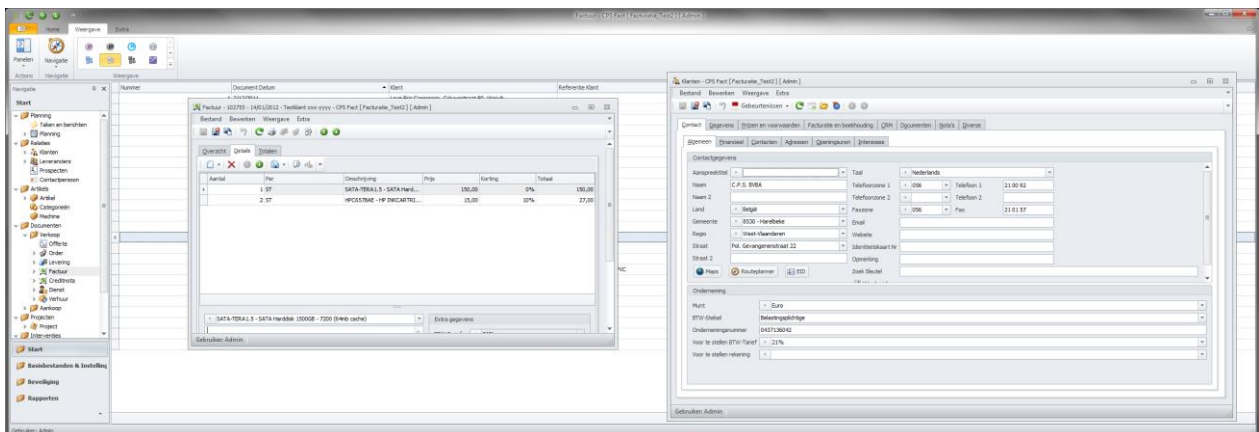 Factuur - CPS Fact [ Facturatie_Test2 ] [ Admin ]
Home Weergave Extra
Panelen Navigatie
Actions Navigatie Weergave
Navigatie
Start
Planning
Taken en berichten
Planning
Relaties
Klanten
Leveranciers
Prospecten
Contactpersoon
Artikels
Artikel
Categorieën
Machine
Documenten
Verkoop
Offerte
Order
Levering
Factuur
Creditnota
Dienst
Verhuur
Aankoop
Projecten
Project
Interventies
Start
Basisbestanden & Instelling
Beveiliging
Rapporten
Gebruiker: Admin
Nummer Document Datum Klant Referentie Klant
Factuur - 102755 - 14/01/2012 - Testklant xxx-yyyy - CPS Fact [ Facturatie_Test2 ] [ Admin ]
Bestand Bewerken Weergave Extra
Overzicht Details Totalen
Aantal Per Omschrijving Prijs Korting Totaal
1 ST SATA-TERA1.5 - SATA Hard... 150,00 0% 150,00
2 ST HPC6578AE - HP INKCARTRI... 15,00 10% 27,00
SATA-TERA1.5 - SATA Harddisk 1500GB - 7200 (64mb cache)
Extra gegevens
Gebruiker: Admin
Klanten - CPS Fact [ Facturatie_Test2 ] [ Admin ]
Bestand Bewerken Weergave Extra
Gebeurtenissen
Contact Gegevens Prijzen en voorwaarden Facturatie en boekhouding CRM Documenten Nota's Diverse
Algemeen Financieel Contacten Adressen Openingsuren Interesses
Contactgegevens
Aanspreektitel Taal Nederlands
Naam C.P.S. BVBA Telefoonzone 1 056 Telefoon 1 21 00 92
Naam 2 Telefoonzone 2 Telefoon 2
Land België Faxzone 056 Fax 21 01 57
Gemeente 8530 - Harelbeke Email
Regio West-Vlaanderen Website
Straat Pol. Gevangenenstraat 22 Identiteitskaart Nr
Straat 2 Opmerking
Maps Routeplanner EID Zoek Sleutel
Onderneming
Munt Euro
BTW-Stelsel Belastingsplichtige
Ondernemingsnummer 0437136042
Voor te stellen BTW-Tarief 21%
Voor te stellen rekening
Gebruiker: Admin